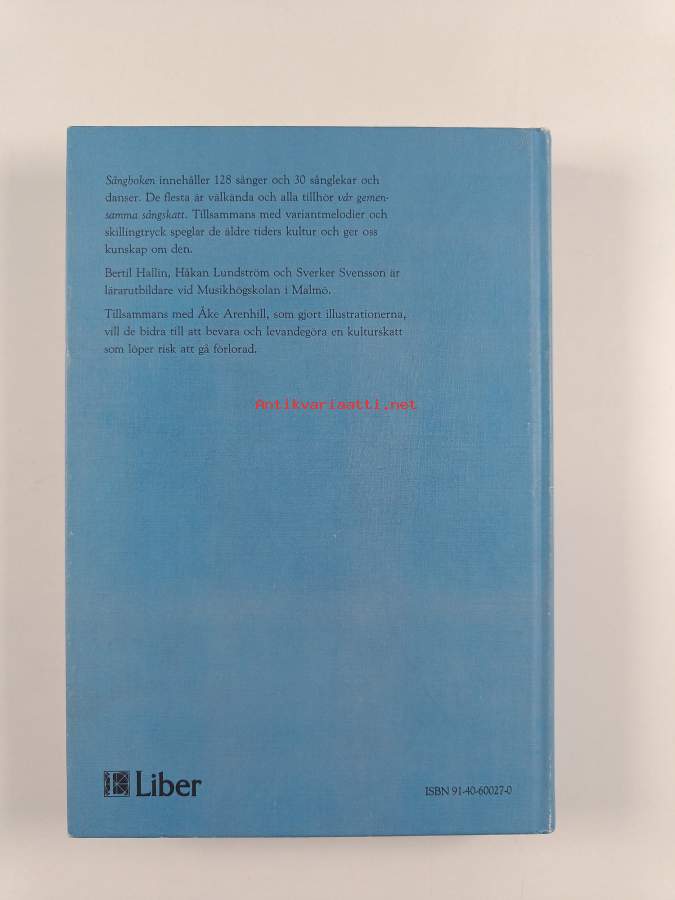 Sångboken innehåller 128 sånger och 30 sånglekar och
danser. De flesta är välkända och alla tillhör vår gemen-
samma sångskatt. Tillsammans med variantmelodier och
skillingtryck speglar de äldre tiders kultur och ger oss
kunskap om den.
Bertil Hallin, Håkan Lundström och Sverker Svensson är
lärarutbildare vid Musikhögskolan i Malmö.
Tillsammans med Åke Arenhill, som gjort illustrationerna,
vill de bidra till att bevara och levandegöra en kulturskatt
som löper risk att gå förlorad.
Antikvariaatti.net
Liber
ISBN 91-40-60027-0